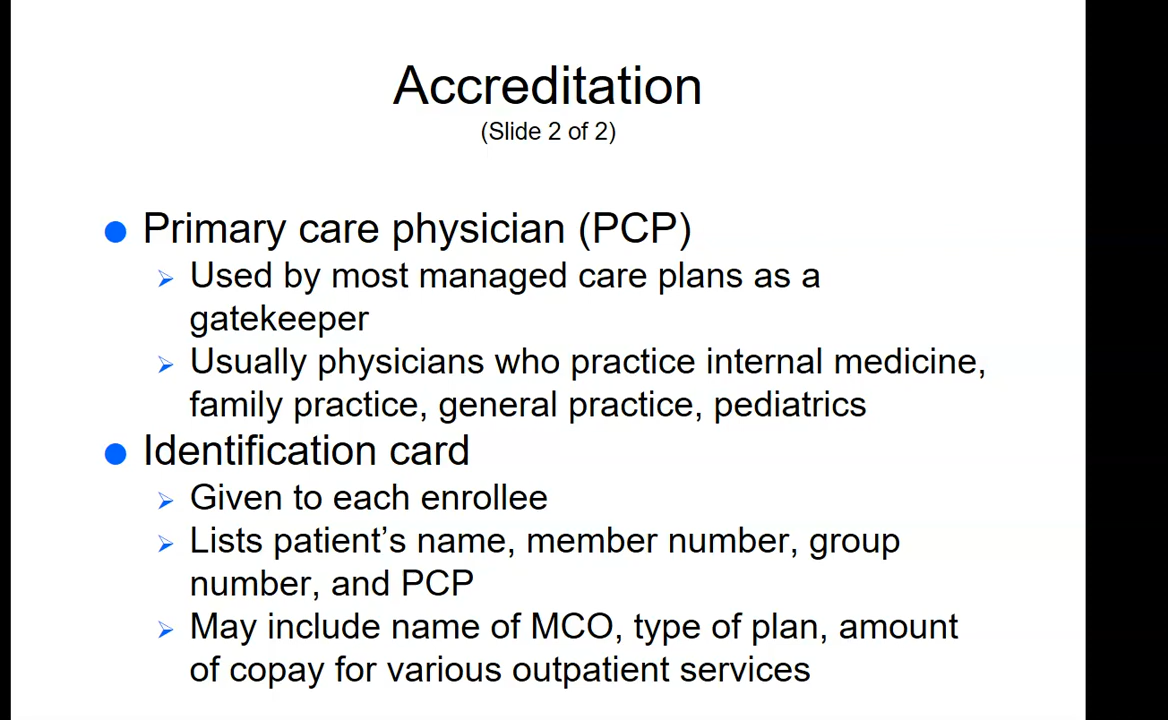 Accreditation
(Slide 2 of 2)
Primary care physician (PCP)
Used by most managed care plans as a
gatekeeper
Usually physicians who practice internal medicine,
family practice, general practice, pediatrics
Identification card
Given to each enrollee
Lists patient’s name, member number, group
number, and PCP
May include name of MCO, type of plan, amount
of copay for various outpatient services